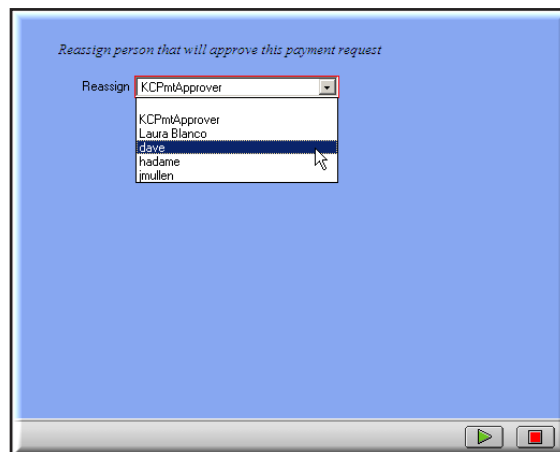 Reassign person that will approve this payment request
Reassign KCPmtApprover
KCPmtApprover
Laura Blanco
dave
hadame
jmullen